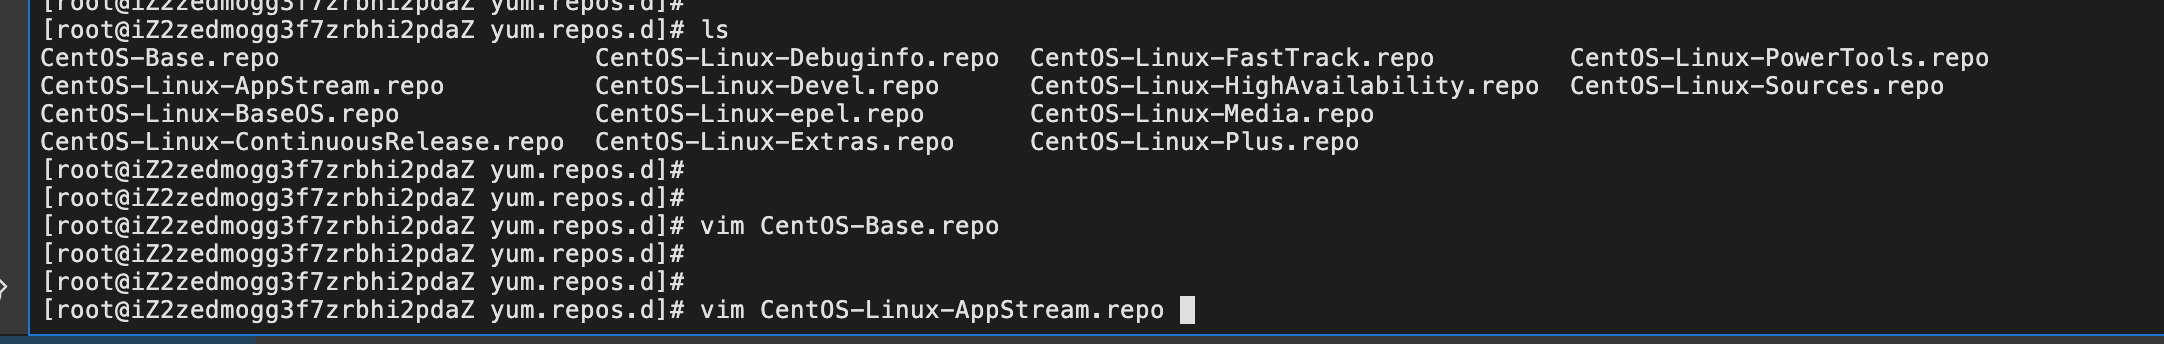 [root@iZ2zedmogg3f7zrbhi2pdaZ yum.repos.d]#
[root@iZ2zedmogg3f7zrbhi2pdaZ yum.repos.d]# ls
CentOS-Base.repo CentOS-Linux-Debuginfo.repo CentOS-Linux-FastTrack.repo CentOS-Linux-PowerTools.repo
CentOS-Linux-AppStream.repo CentOS-Linux-Devel.repo CentOS-Linux-HighAvailability.repo CentOS-Linux-Sources.repo
CentOS-Linux-BaseOS.repo CentOS-Linux-epel.repo CentOS-Linux-Media.repo
CentOS-Linux-ContinuousRelease.repo CentOS-Linux-Extras.repo CentOS-Linux-Plus.repo
[root@iZ2zedmogg3f7zrbhi2pdaZ yum.repos.d]#
[root@iZ2zedmogg3f7zrbhi2pdaZ yum.repos.d]#
[root@iZ2zedmogg3f7zrbhi2pdaZ yum.repos.d]# vim CentOS-Base.repo
[root@iZ2zedmogg3f7zrbhi2pdaZ yum.repos.d]#
[root@iZ2zedmogg3f7zrbhi2pdaZ yum.repos.d]#
[root@iZ2zedmogg3f7zrbhi2pdaZ yum.repos.d]# vim CentOS-Linux-AppStream.repo